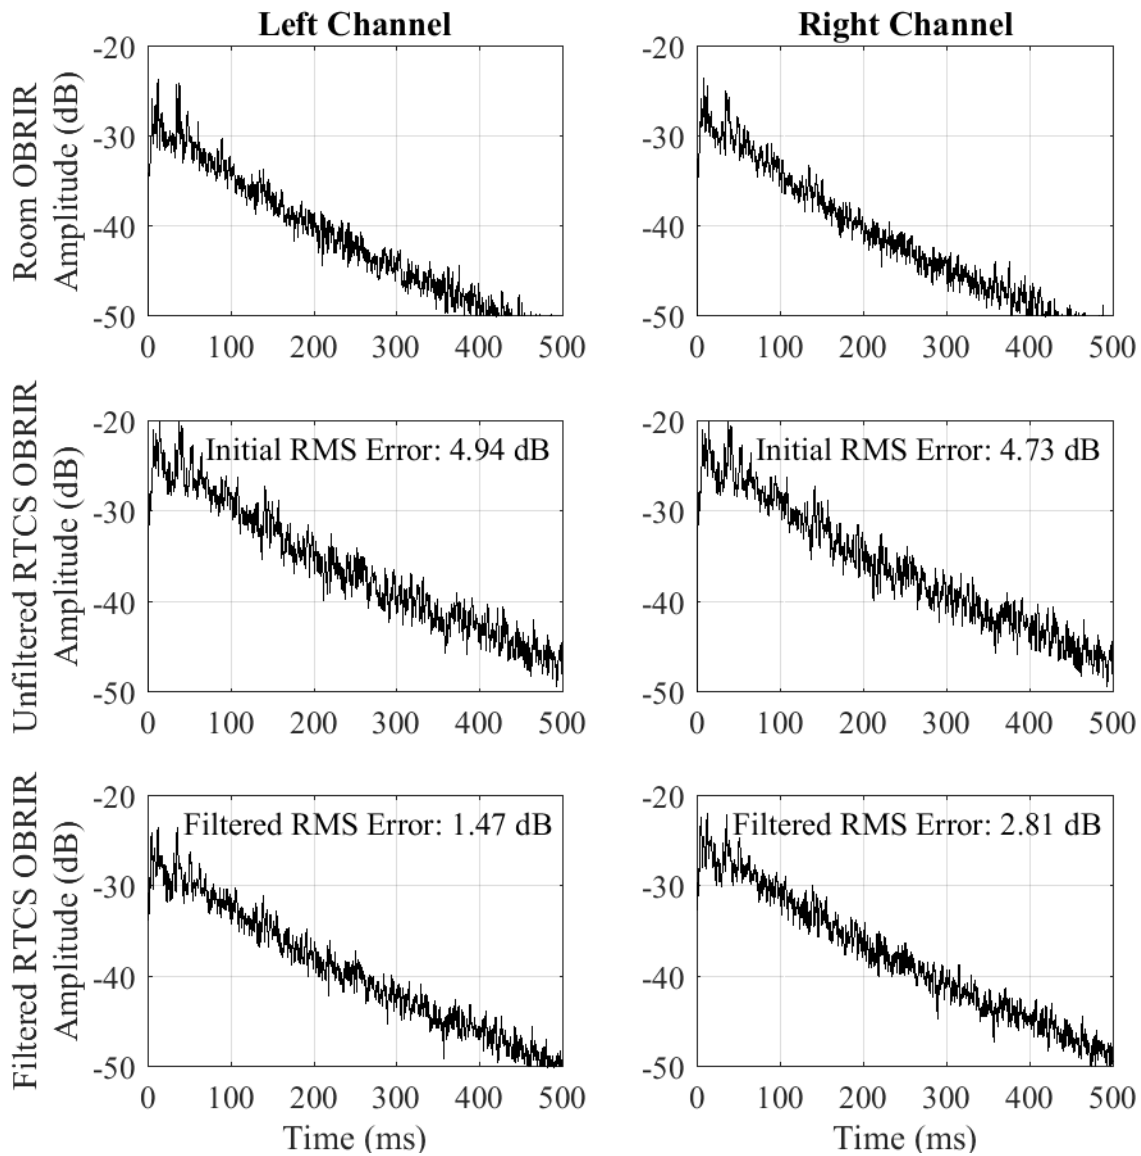 Left Channel
Right Channel
Room OBRIR
Amplitude (dB)
-20
-30
-40
-50
0 100 200 300 400 500
-20
-30
-40
-50
0 100 200 300 400 500
Unfiltered RTCS OBRIR
Amplitude (dB)
Initial RMS Error: 4.94 dB
-20
-30
-40
-50
0 100 200 300 400 500
Initial RMS Error: 4.73 dB
-20
-30
-40
-50
0 100 200 300 400 500
Filtered RTCS OBRIR
Amplitude (dB)
Filtered RMS Error: 1.47 dB
-20
-30
-40
-50
0 100 200 300 400 500
Time (ms)
Filtered RMS Error: 2.81 dB
-20
-30
-40
-50
0 100 200 300 400 500
Time (ms)